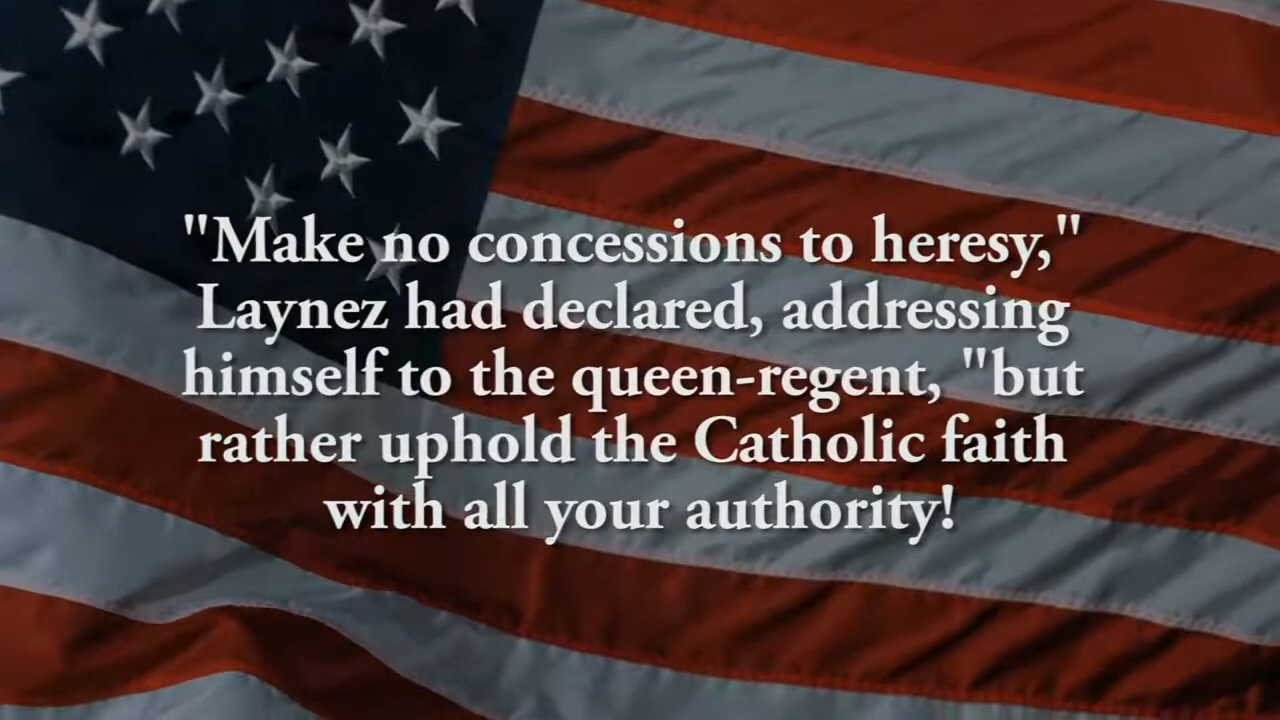 "Make no concessions to heresy,"
Laynez had declared, addressing
himself to the queen-regent, "but
rather uphold the Catholic faith
with all your authority!